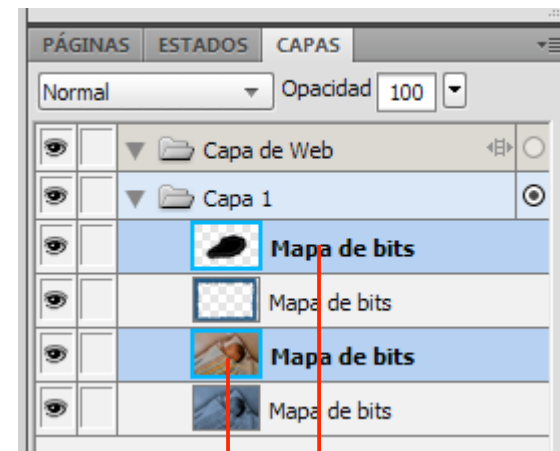 PÁGINAS ESTADOS CAPAS
Normal Opacidad 100
Capa de Web
Capa 1
Mapa de bits
Mapa de bits
Mapa de bits
Mapa de bits